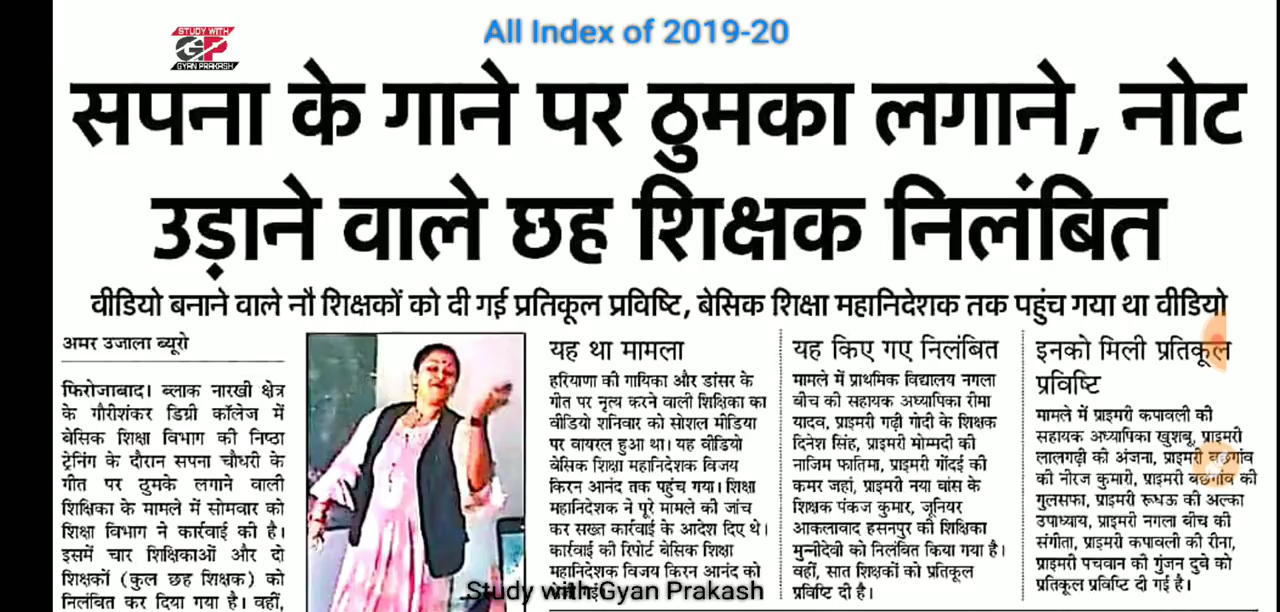 All Index of 2019-20
STUDY WITH
GP
GYAN PRAKASH
सपना के गाने पर ठुमका लगाने, नोट
उड़ाने वाले छह शिक्षक निलंबित
वीडियो बनाने वाले नौ शिक्षकों को दी गई प्रतिकूल प्रविष्टि, बेसिक शिक्षा महानिदेशक तक पहुंच गया था वीडियो
अमर उजाला ब्यूरो
फिरोजाबाद। ब्लाक नारखी क्षेत्र
के गौरीशंकर डिग्री कॉलेज में
बेसिक शिक्षा विभाग की निष्ठा
ट्रेनिंग के दौरान सपना चौधरी के
गीत पर ठुमके लगाने वाली
शिक्षिका के मामले में सोमवार को
शिक्षा विभाग ने कार्रवाई की है।
इसमें चार शिक्षिकाओं और दो
शिक्षकों (कुल छह शिक्षक) को
निलंबित कर दिया गया है। वहीं,
यह था मामला
हरियाणा की गायिका और डांसर के
गीत पर नृत्य करने वाली शिक्षिका का
वीडियो शनिवार को सोशल मीडिया
पर वायरल हुआ था। यह वीडियो
बेसिक शिक्षा महानिदेशक विजय
किरन आनंद तक पहुंच गया। शिक्षा
महानिदेशक ने पूरे मामले की जांच
कर सख्त कार्रवाई के आदेश दिए थे।
कार्रवाई की रिपोर्ट बेसिक शिक्षा
महानिदेशक विजय किरन आनंद को
यह किए गए निलंबित
मामले में प्राथमिक विद्यालय नगला
बीच की सहायक अध्यापिका रीमा
यादव, प्राइमरी गढ़ी गोदी के शिक्षक
दिनेश सिंह, प्राइमरी मोम्मदी की
नाजिम फातिमा, प्राइमरी गोंदई की
कमर जहां, प्राइमरी नया बांस के
शिक्षक पंकज कुमार, जूनियर
आकलावाद हसनपुर की शिक्षिका
मुन्नीदेवी को निलंबित किया गया है।
वहीं, सात शिक्षकों को प्रतिकूल
प्रविष्टि दी है।
इनको मिली प्रतिकूल
प्रविष्टि
मामले में प्राइमरी कपावली की
सहायक अध्यापिका खुशबू, प्राइमरी
लालगढ़ी की अंजना, प्राइमरी बछगांव
की नीरज कुमारी, प्राइमरी बछगांव की
गुलसफा, प्राइमरी रूधऊ की अल्का
उपाध्याय, प्राइमरी नगला बीच की
संगीता, प्राइमरी कपावली की रीना,
प्राइमरी पचवान की गुंजन दुबे को
प्रतिकूल प्रविष्टि दी गई है।
Study with Gyan Prakash